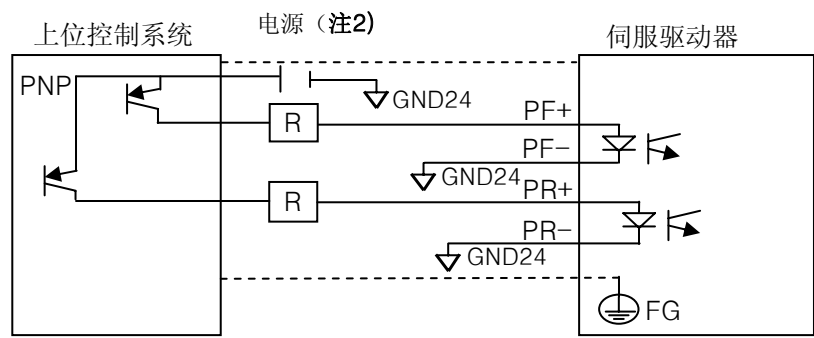 电源（注2)
上位控制系统
伺服驱动器
PNP
GND24
PF+
R
PF-
GND24
PR+
R
PR-
GND24
FG